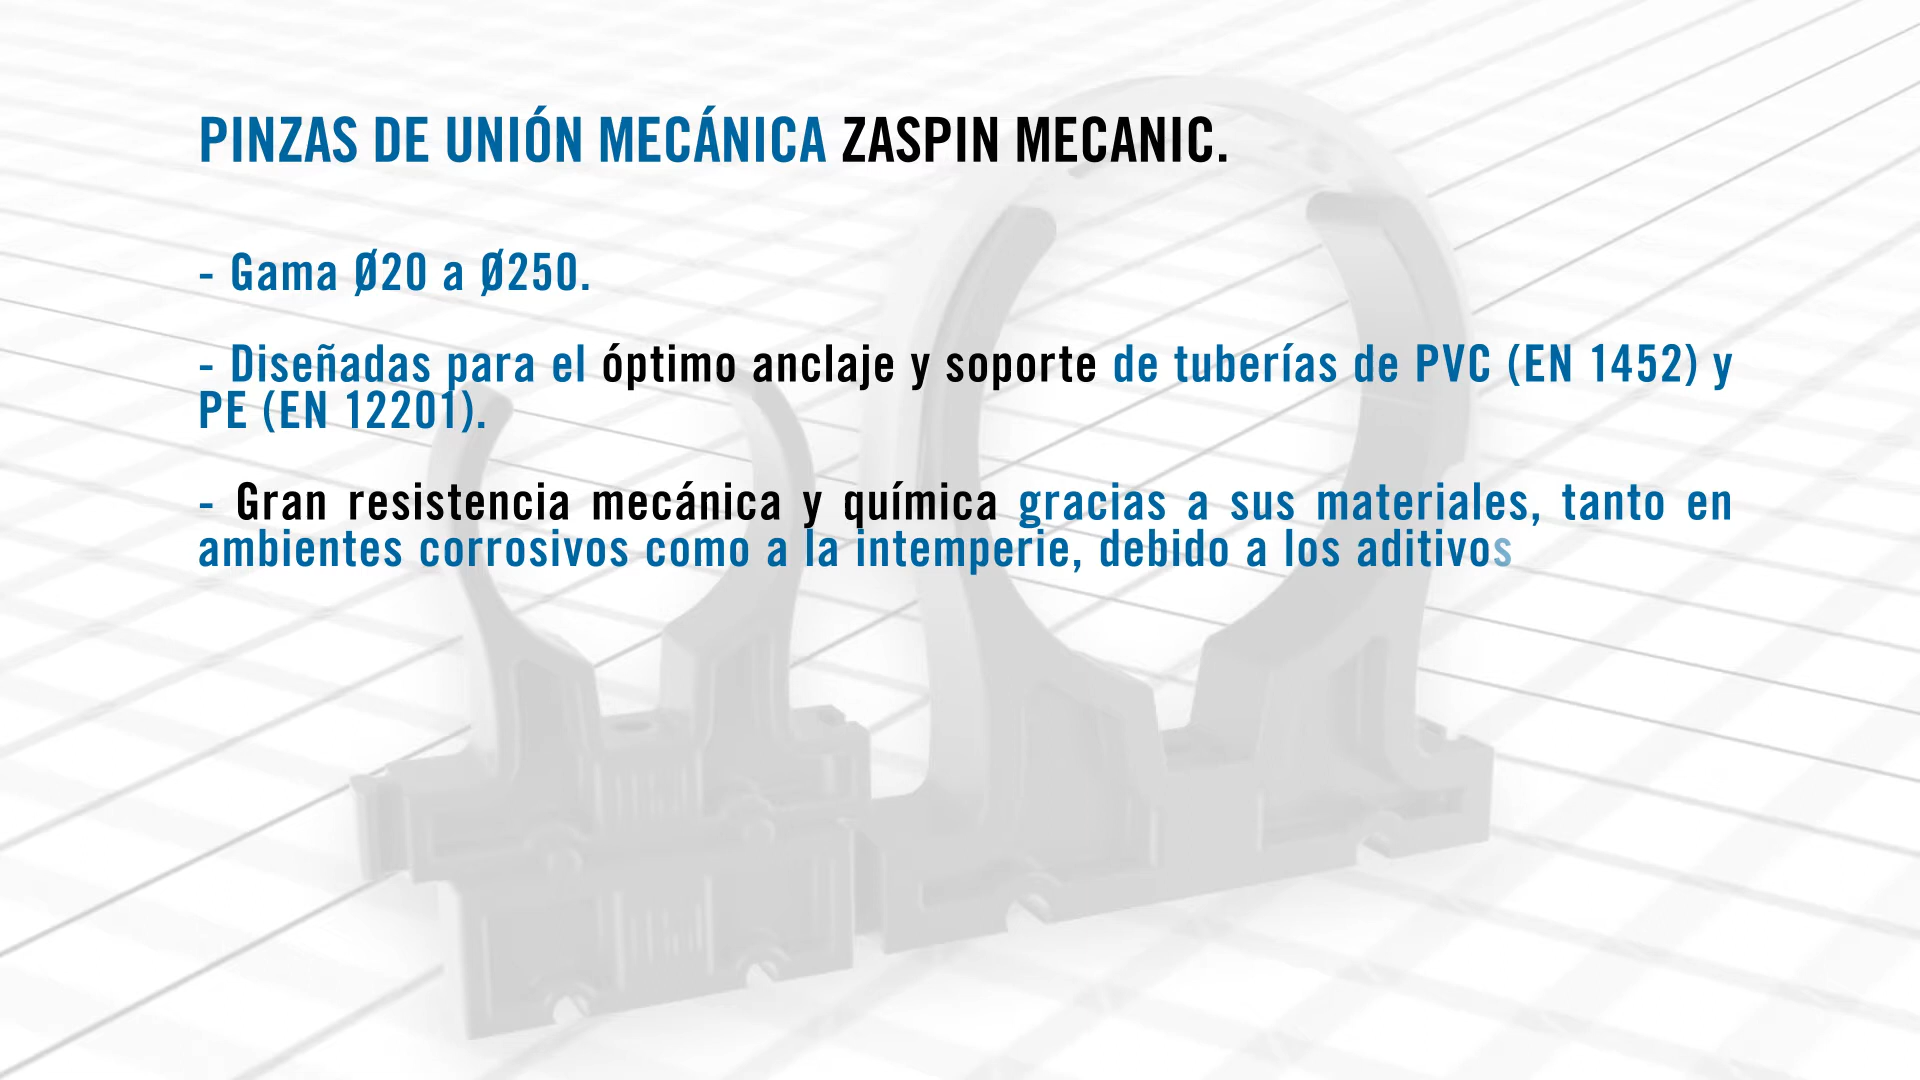 PINZAS DE UNIÓN MECÁNICA ZASPIN MECANIC.
- Gama Ø20 a Ø250.
- Diseñadas para el óptimo anclaje y soporte de tuberías de PVC (EN 1452) y
PE (EN 12201).
- Gran resistencia mecánica y química gracias a sus materiales, tanto en
ambientes corrosivos como a la intemperie, debido a los aditivos